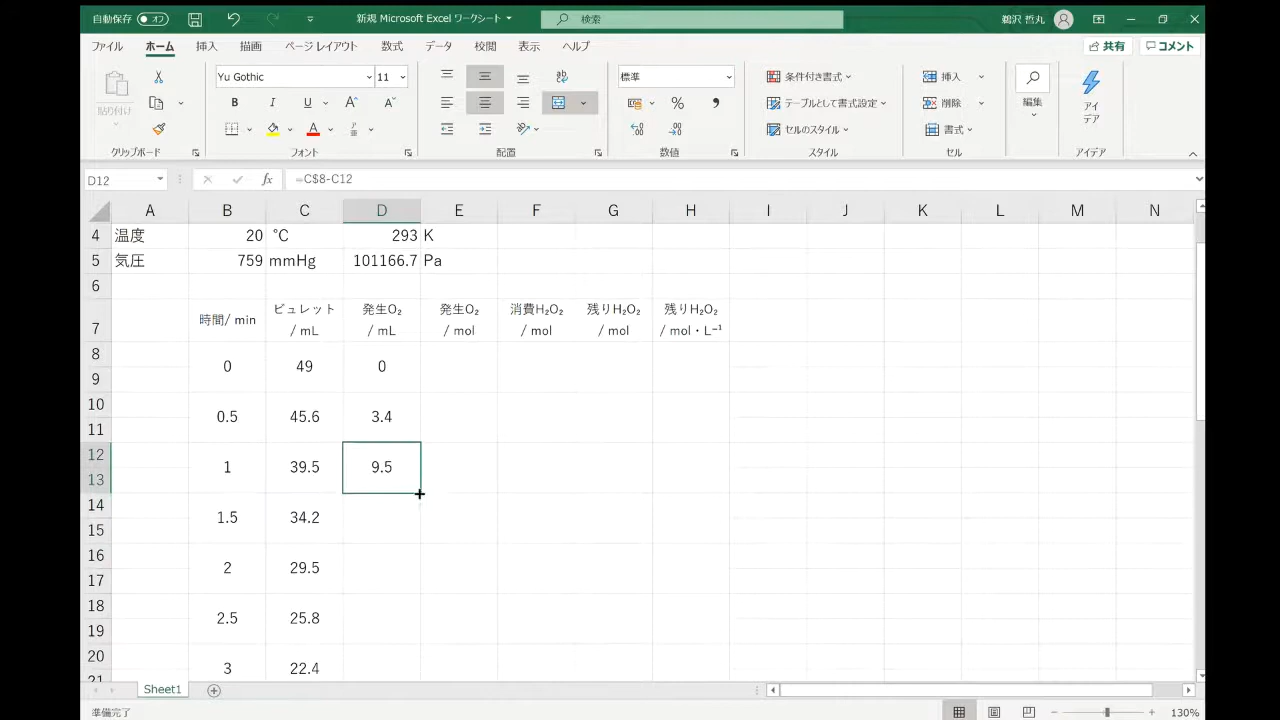 自動保存 オフ 新規 Microsoft Excel ワークシート 検索 鵜沢 哲丸
ファイル ホーム 挿入 描画 ページ レイアウト 数式 データ 校閲 表示 ヘルプ 共有 コメント
貼り付け
Yu Gothic 11
B I U A A
A 亜
ab
標準
% ,
条件付き書式
テーブルとして書式設定
セルのスタイル
挿入
削除
書式
編集
アイ
デア
クリップボード フォント 配置 数値 スタイル セル アイデア
D12 fx =C$8-C12
A B C D E F G H I J K L M N
4 温度 20 ℃ 293 K
5 気圧 759 mmHg 101166.7 Pa
6
7 時間/ min
ビュレット
/ mL
発生O₂
/ mL
発生O₂
/ mol
消費H₂O₂
/ mol
残りH₂O₂
/ mol
残りH₂O₂
/ mol・L⁻¹
8
0 49 0
9
10
0.5 45.6 3.4
11
12
1 39.5 9.5
13
14
1.5 34.2
15
16
2 29.5
17
18
2.5 25.8
19
20
3 22.4
21
Sheet1
準備完了 130%